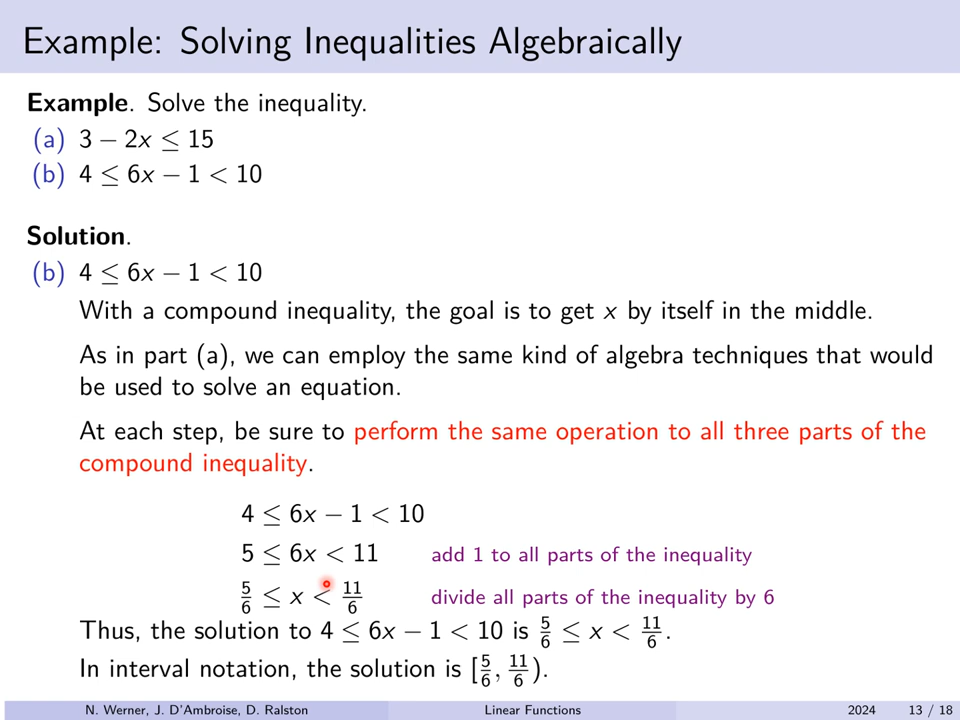 Example: Solving Inequalities Algebraically
Example. Solve the inequality.
(a) 3 − 2x ≤ 15
(b) 4 ≤ 6x − 1 < 10
Solution.
(b) 4 ≤ 6x − 1 < 10
With a compound inequality, the goal is to get x by itself in the middle.
As in part (a), we can employ the same kind of algebra techniques that would
be used to solve an equation.
At each step, be sure to perform the same operation to all three parts of the
compound inequality.
4 ≤ 6x − 1 < 10
5 ≤ 6x < 11 add 1 to all parts of the inequality
5/6 ≤ x < 11/6 divide all parts of the inequality by 6
Thus, the solution to 4 ≤ 6x − 1 < 10 is 5/6 ≤ x < 11/6.
In interval notation, the solution is [5/6, 11/6).
N. Werner, J. D'Ambroise, D. Ralston Linear Functions 2024 13 / 18